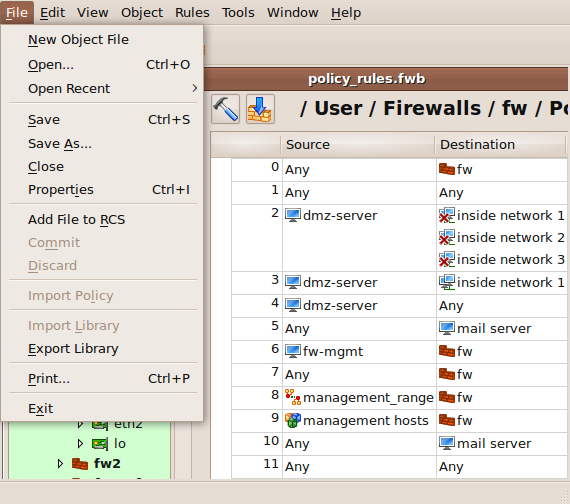 File Edit View Object Rules Tools Window Help
New Object File
Open... Ctrl+O
Open Recent
Save Ctrl+S
Save As...
Close
Properties Ctrl+I
Add File to RCS
Commit
Discard
Import Policy
Import Library
Export Library
Print... Ctrl+P
Exit
eth2
lo
fw2
policy_rules.fwb
/ User / Firewalls / fw / Po
Source Destination
0 Any fw
1 Any Any
2 dmz-server inside network 1
inside network 2
inside network 3
3 dmz-server inside network 1
4 dmz-server Any
5 Any mail server
6 fw-mgmt fw
7 Any fw
8 management_range fw
9 management hosts fw
10 Any mail server
11 Any Any